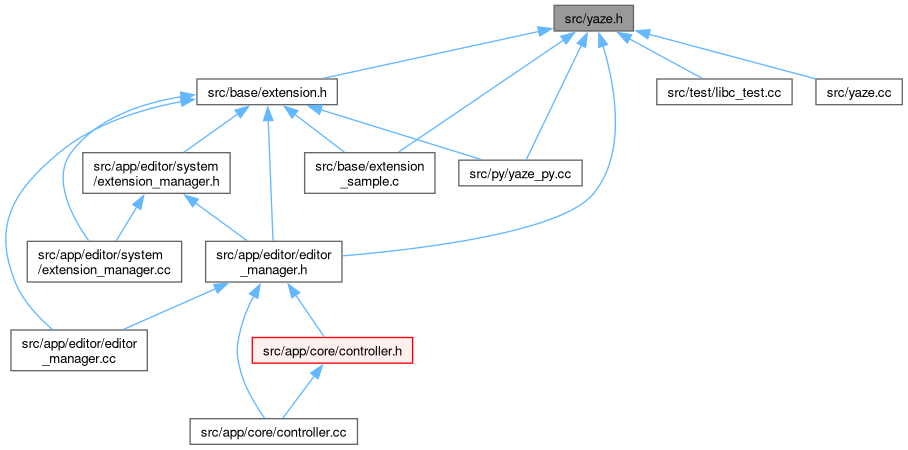 src/yaze.h
src/base/extension.h
src/test/libc_test.cc
src/yaze.cc
src/app/editor/system
/extension_manager.h
src/base/extension
_sample.c
src/py/yaze_py.cc
src/app/editor/system
/extension_manager.cc
src/app/editor/editor
_manager.h
src/app/editor/editor
_manager.cc
src/app/core/controller.h
src/app/core/controller.cc